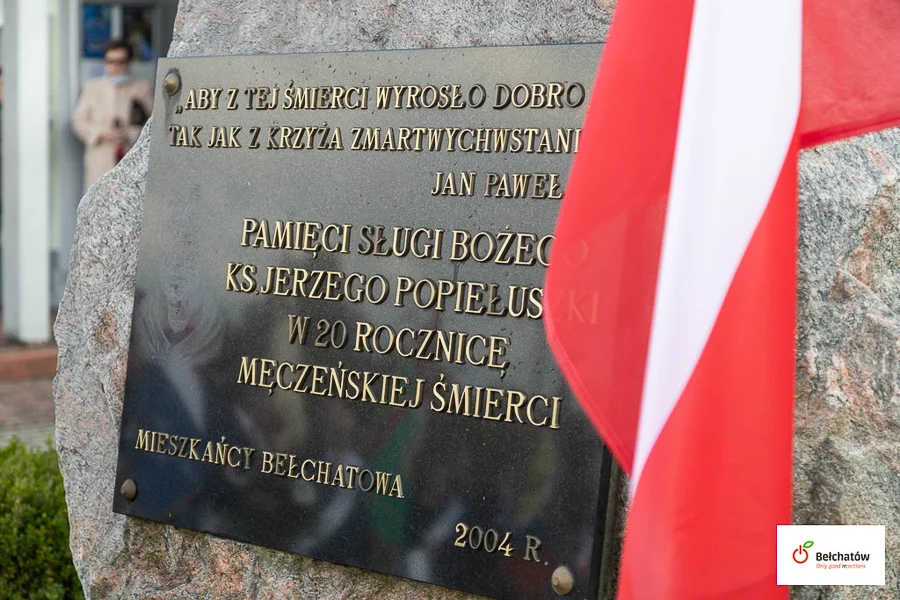 „ABY Z TEJ ŚMIERCI WYROSŁO DOBRO
TAK JAK Z KRZYŻA ZMARTWYCHWSTANI
JAN PAWEŁ
PAMIĘCI SŁUGI BOŻEGO
KS. JERZEGO POPIEŁUSZKI
W 20 ROCZNICĘ
MĘCZEŃSKIEJ ŚMIERCI
MIESZKAŃCY BEŁCHATOWA
2004 R.
Bełchatów
Only good reactions